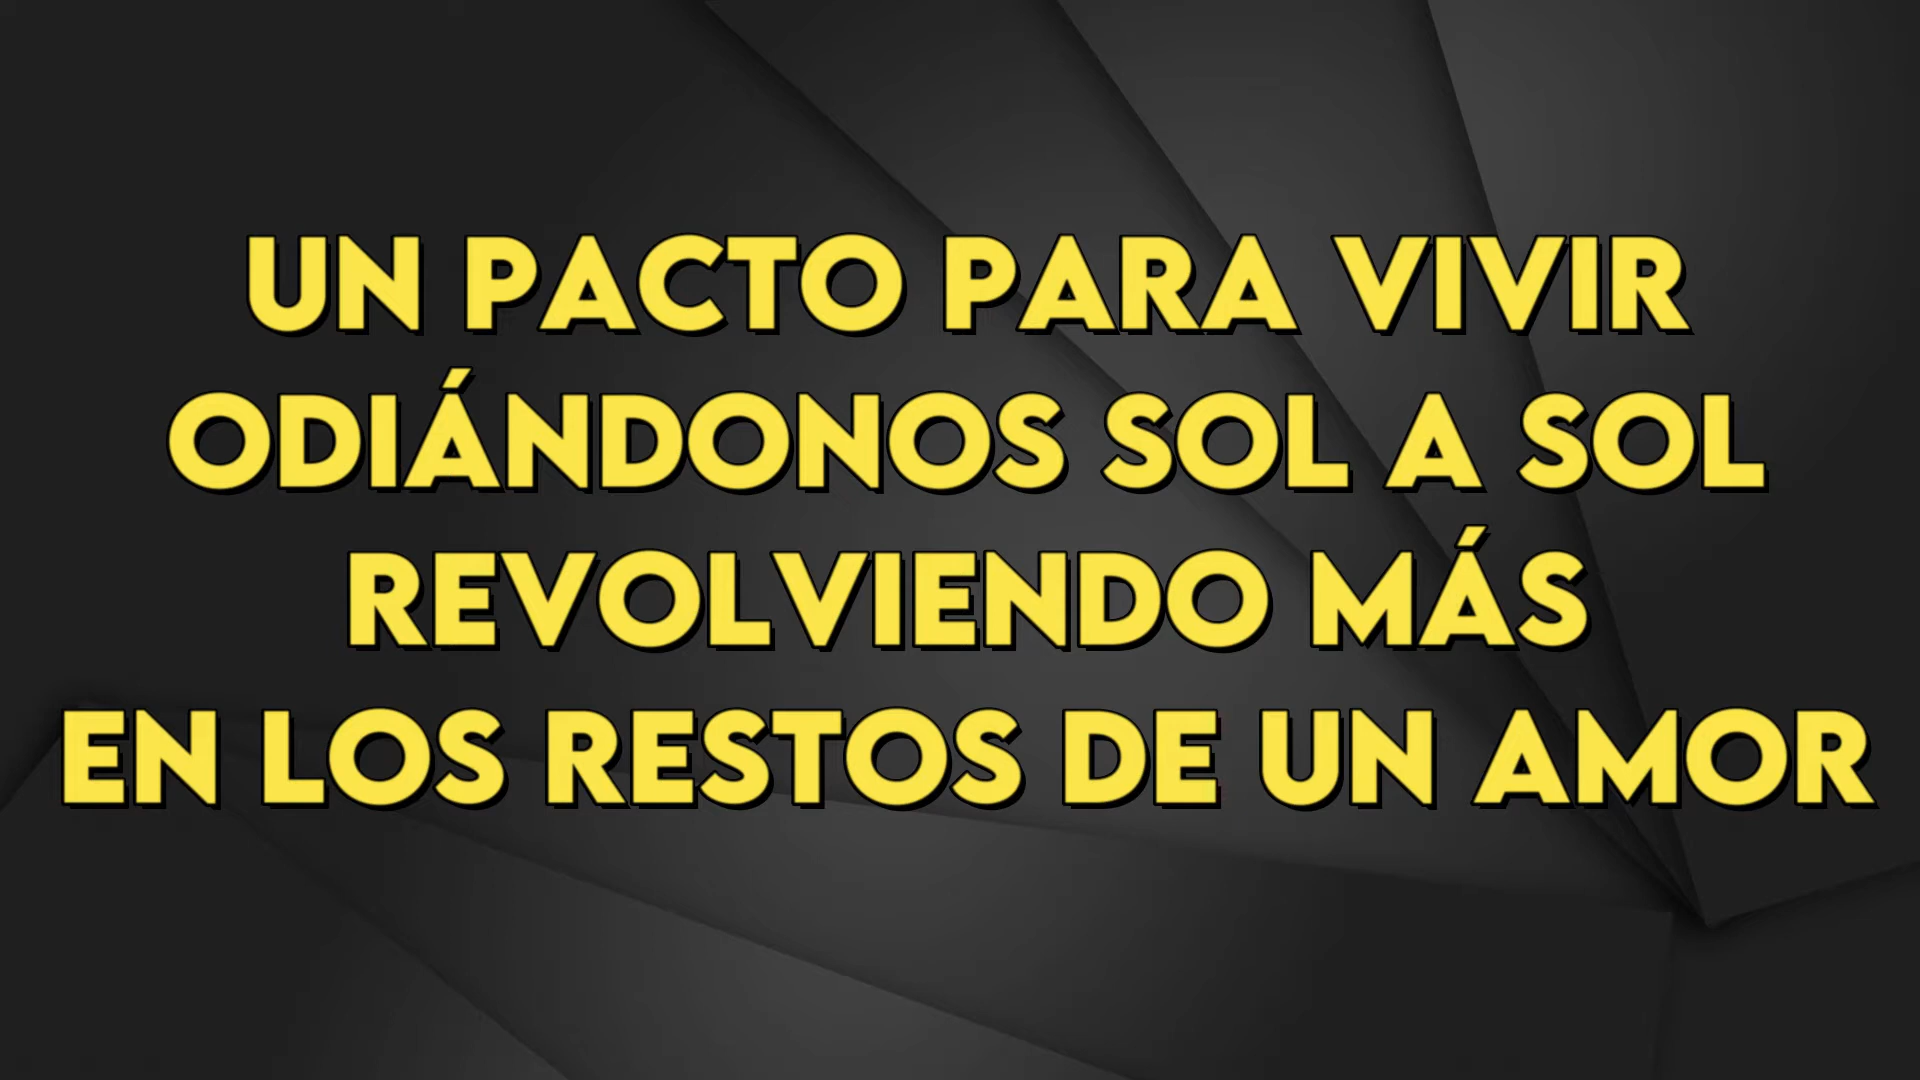 UN PACTO PARA VIVIR
ODIÁNDONOS SOL A SOL
REVOLVIENDO MÁS
EN LOS RESTOS DE UN AMOR